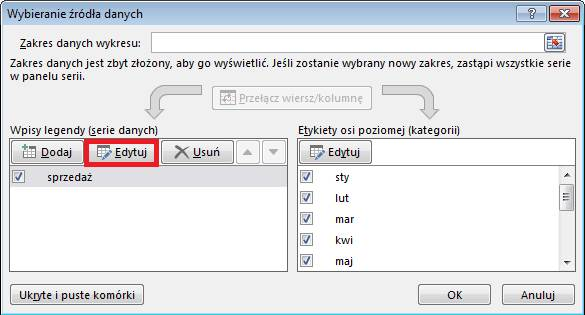 Wybieranie źródła danych
?
Zakres danych wykresu:
Zakres danych jest zbyt złożony, aby go wyświetlić. Jeśli zostanie wybrany nowy zakres, zastąpi wszystkie serie
w panelu serii.
Przełącz wiersz/kolumnę
Wpisy legendy (serie danych)
Etykiety osi poziomej (kategorii)
Dodaj
Edytuj
Usuń
Edytuj
sprzedaż
sty
lut
mar
kwi
maj
Ukryte i puste komórki
OK
Anuluj